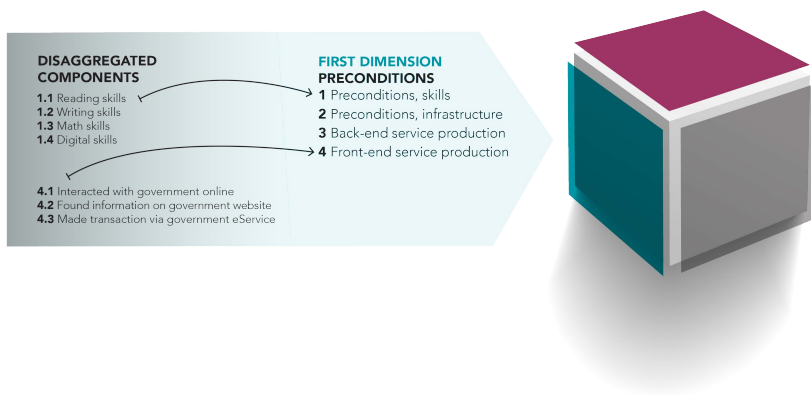 DISAGGREGATED
COMPONENTS
1.1 Reading skills
1.2 Writing skills
1.3 Math skills
1.4 Digital skills
4.1 Interacted with government online
4.2 Found information on government website
4.3 Made transaction via government eService
FIRST DIMENSION
PRECONDITIONS
1 Preconditions, skills
2 Preconditions, infrastructure
3 Back-end service production
4 Front-end service production